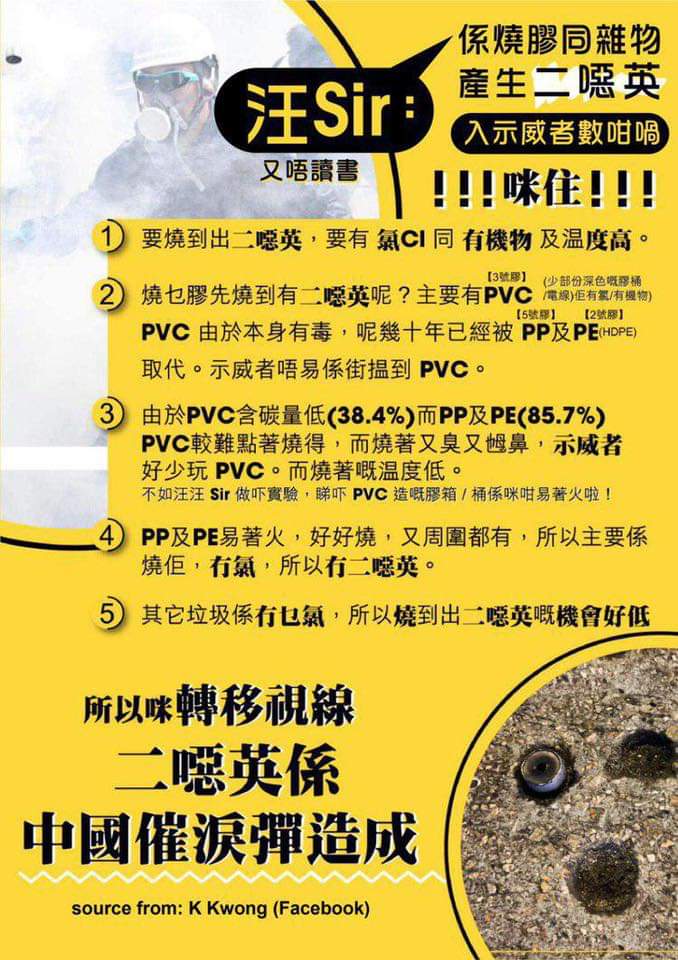 係燒膠同雜物
產生二噁英
汪Sir:
入示威者數咁喎
又唔讀書
!!!咪住!!!
① 要燒到出二噁英，要有 氯Cl 同 有機物 及温度高。
【3號膠】 (少部份深色嘅膠桶
② 燒乜膠先燒到有二噁英呢？主要有PVC /電線)佢有氯/有機物)
【5號膠】 【2號膠】
PVC 由於本身有毒，呢幾十年已經被 PP及PE(HDPE)
取代。示威者唔易係街搵到 PVC。
③ 由於PVC含碳量低(38.4%)而PP及PE(85.7%)
PVC較難點著燒得，而燒著又臭又乸鼻，示威者
好少玩 PVC。而燒著嘅温度低。
不如汪汪 Sir 做吓實驗，睇吓 PVC 造嘅膠箱 / 桶係咪咁易著火啦！
④ PP及PE易著火，好好燒，又周圍都有，所以主要係
燒佢，冇氯，所以冇二噁英。
⑤ 其它垃圾係冇乜氯，所以燒到出二噁英嘅機會好低
所以咪轉移視線
二噁英係
中國催淚彈造成
source from: K Kwong (Facebook)